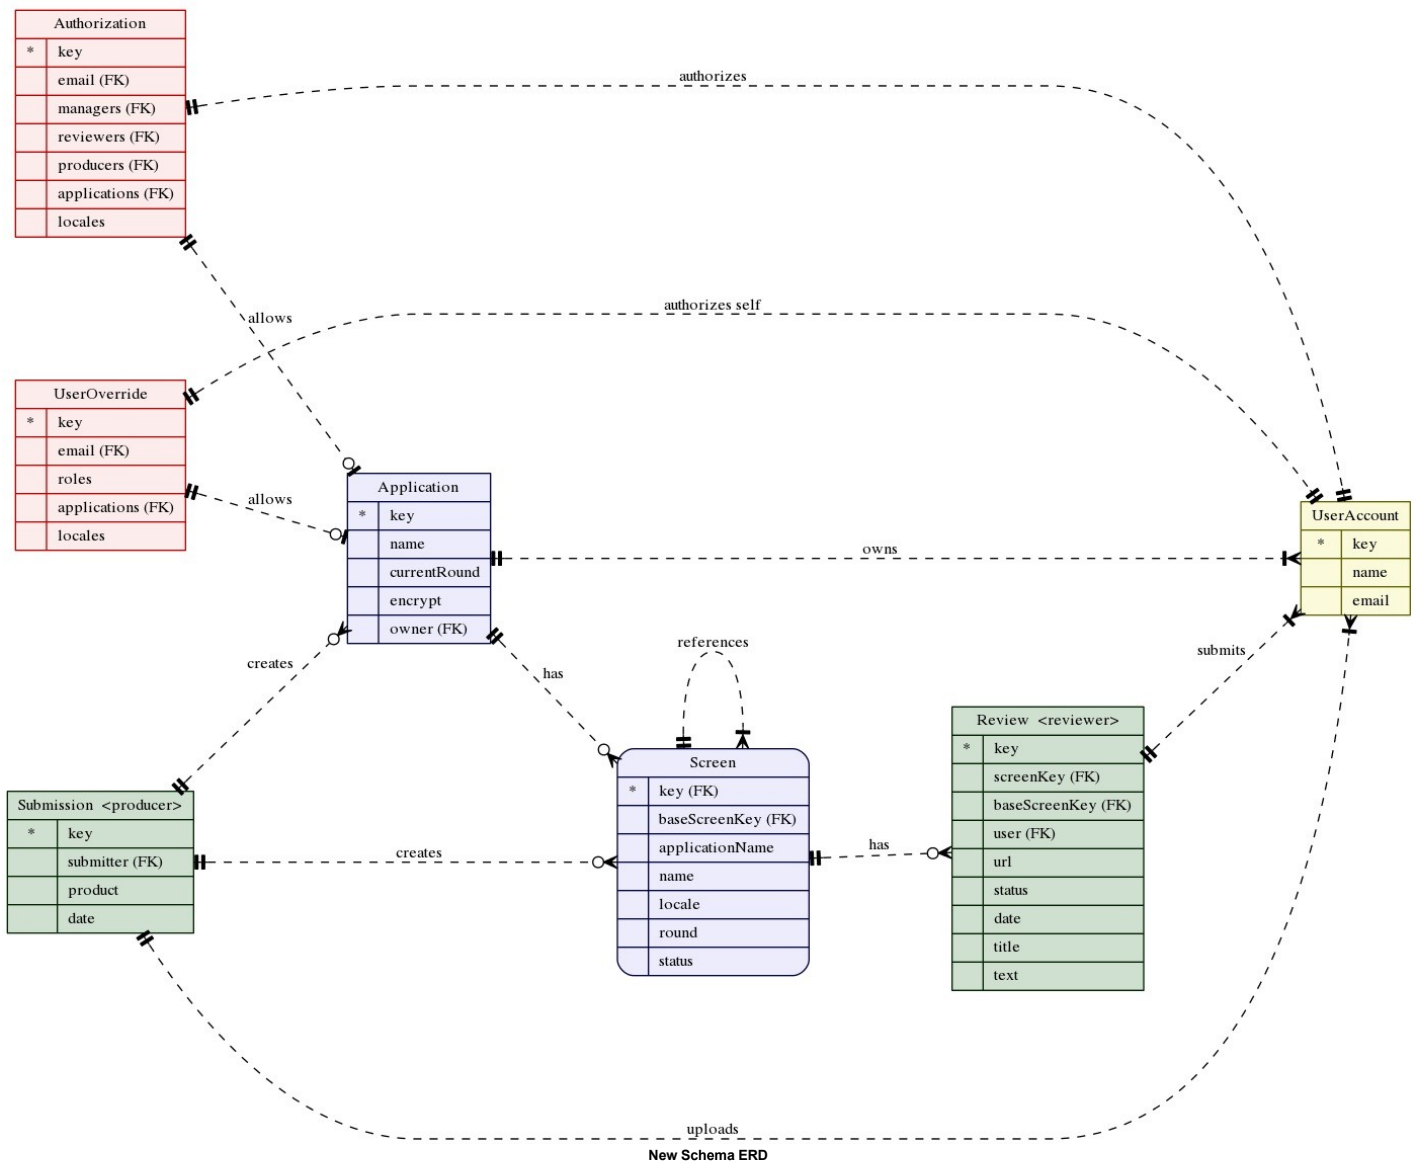 Authorization
* key
email (FK)
managers (FK)
reviewers (FK)
producers (FK)
applications (FK)
locales
authorizes
allows
authorizes self
UserOverride
* key
email (FK)
roles
applications (FK)
locales
allows
Application
* key
name
currentRound
encrypt
owner (FK)
owns
UserAccount
* key
name
email
creates
has
references
submits
Submission <producer>
* key
submitter (FK)
product
date
creates
Screen
* key (FK)
baseScreenKey (FK)
applicationName
name
locale
round
status
has
Review <reviewer>
* key
screenKey (FK)
baseScreenKey (FK)
user (FK)
url
status
date
title
text
uploads
New Schema ERD